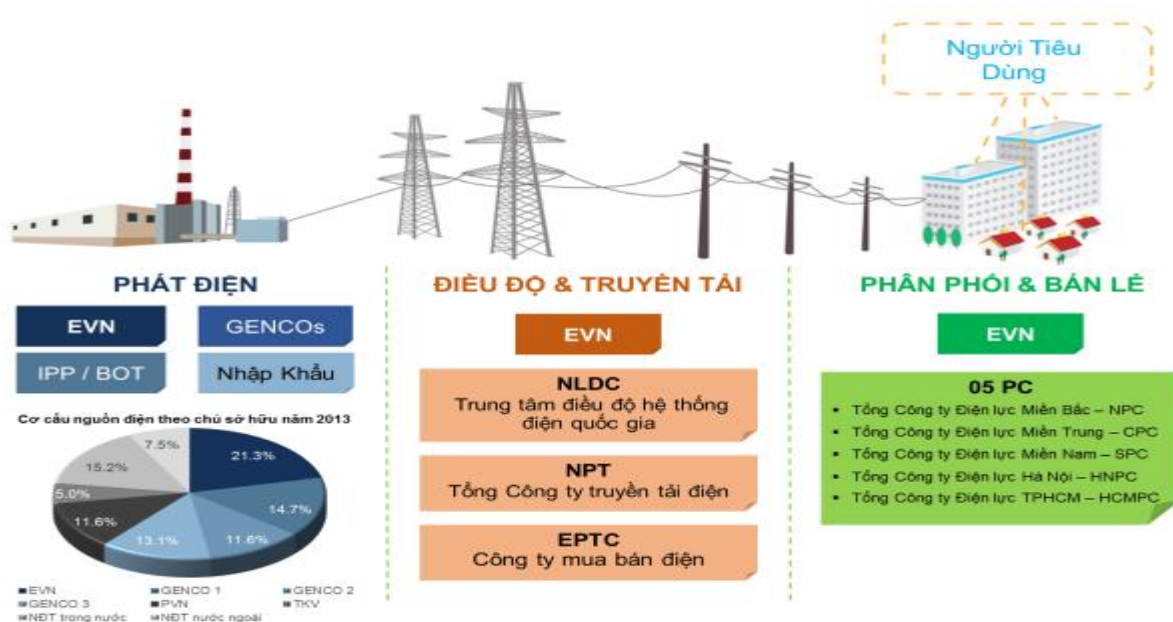 Người Tiêu
Dùng
PHÁT ĐIỆN
EVN
GENCOs
IPP / BOT
Nhập Khẩu
Cơ cấu nguồn điện theo chủ sở hữu năm 2013
7.5%
21.3%
15.2%
5.0%
14.7%
11.6%
13.1%
11.6%
EVN
GENCO 1
GENCO 2
GENCO 3
PVN
TKV
NĐT trong nước
NĐT nước ngoài
ĐIỀU ĐỘ & TRUYỀN TẢI
EVN
NLDC
Trung tâm điều độ hệ thống
điện quốc gia
NPT
Tổng Công ty truyền tải điện
EPTC
Công ty mua bán điện
PHÂN PHỐI & BÁN LẺ
EVN
05 PC
• Tổng Công ty Điện lực Miền Bắc – NPC
• Tổng Công ty Điện lực Miền Trung – CPC
• Tổng Công ty Điện lực Miền Nam – SPC
• Tổng Công ty Điện lực Hà Nội – HNPC
• Tổng Công ty Điện lực TPHCM – HCMPC